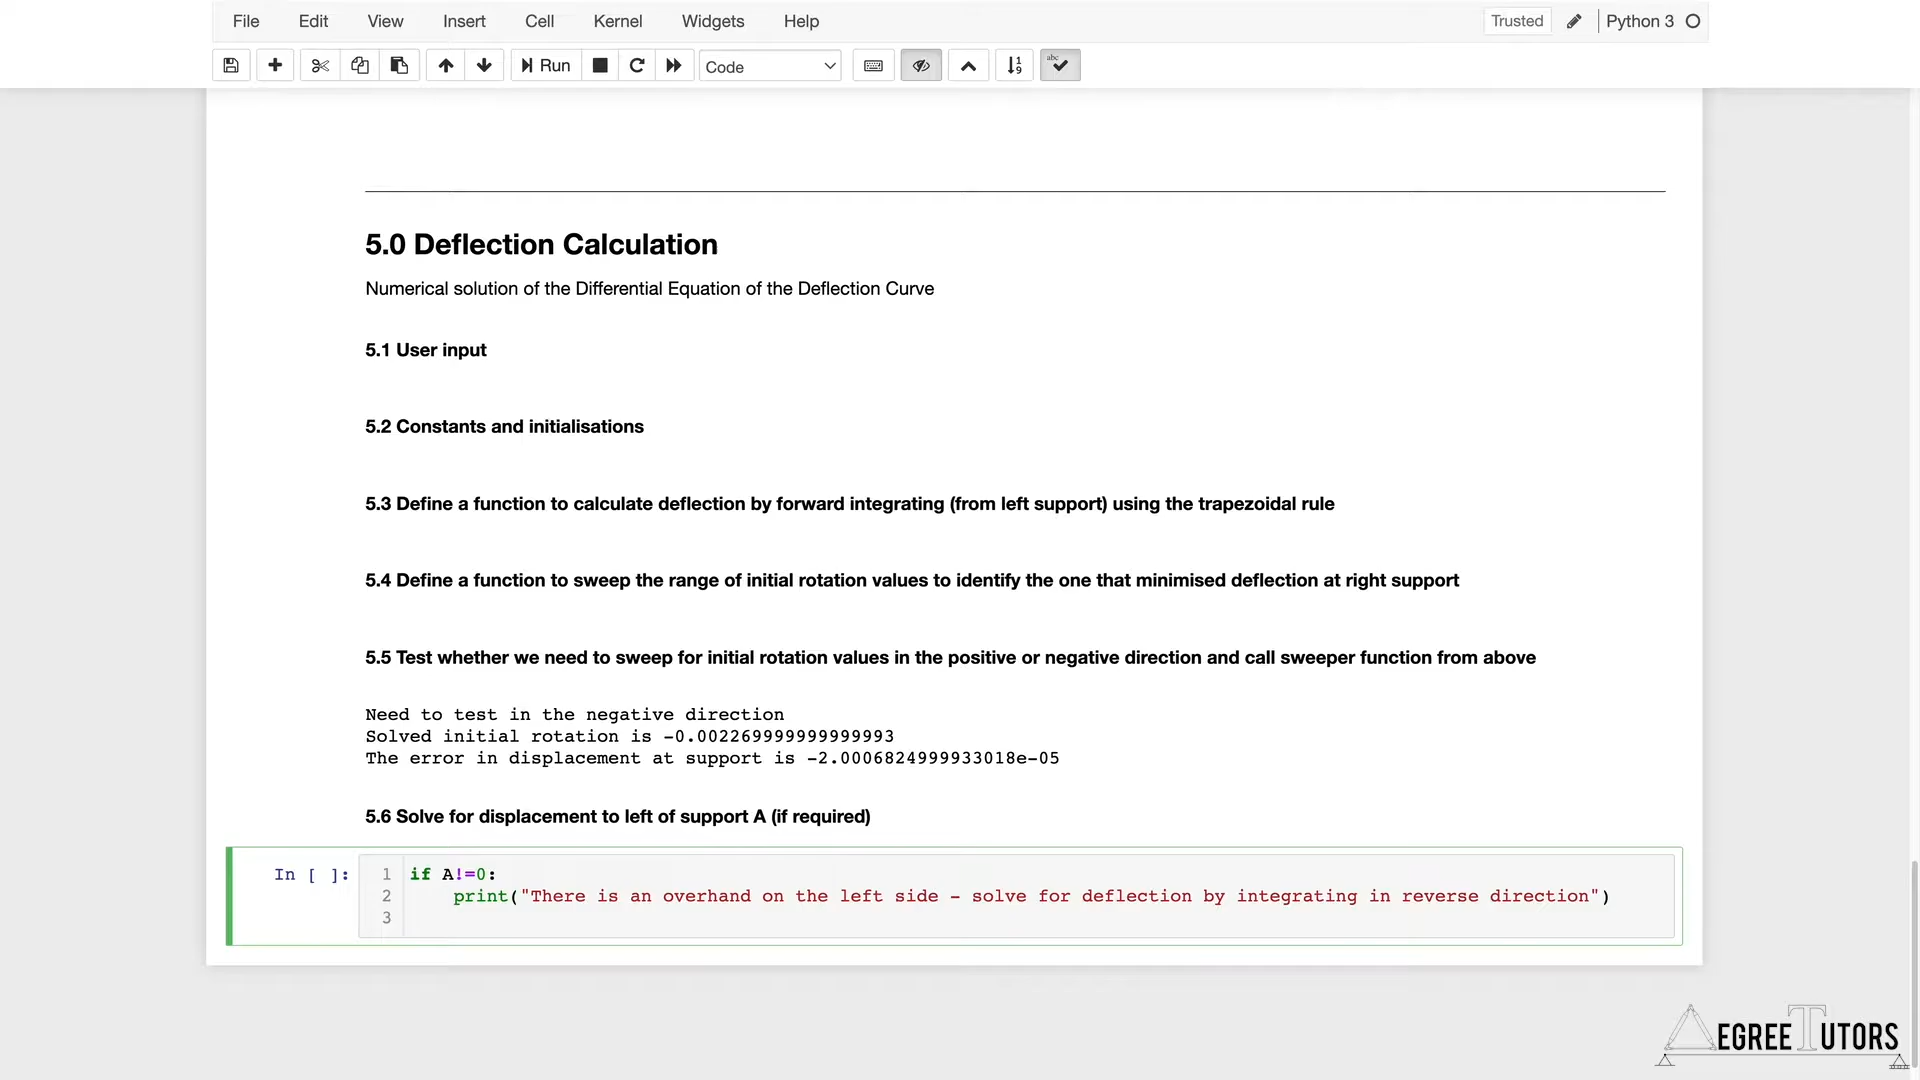 File Edit View Insert Cell Kernel Widgets Help Trusted Python 3
Run Code abc
5.0 Deflection Calculation
Numerical solution of the Differential Equation of the Deflection Curve
5.1 User input
5.2 Constants and initialisations
5.3 Define a function to calculate deflection by forward integrating (from left support) using the trapezoidal rule
5.4 Define a function to sweep the range of initial rotation values to identify the one that minimised deflection at right support
5.5 Test whether we need to sweep for initial rotation values in the positive or negative direction and call sweeper function from above
Need to test in the negative direction
Solved initial rotation is -0.002269999999999993
The error in displacement at support is -2.0006824999933018e-05
5.6 Solve for displacement to left of support A (if required)
In [ ]: 1 if A!=0:
2 print("There is an overhand on the left side - solve for deflection by integrating in reverse direction")
3
DEGREE TUTORS